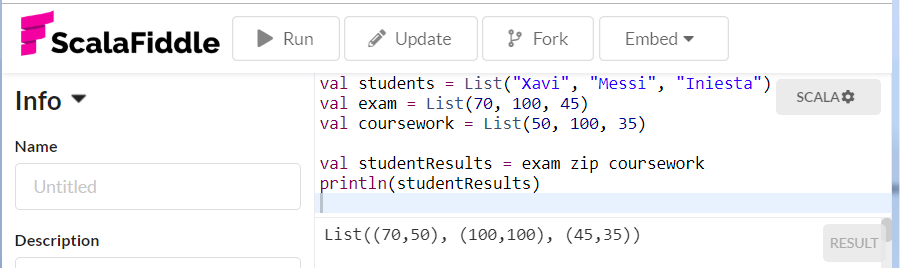 ScalaFiddle
Run
Update
Fork
Embed
Info
Name
Untitled
Description
val students = List("Xavi", "Messi", "Iniesta")
val exam = List(70, 100, 45)
val coursework = List(50, 100, 35)
val studentResults = exam zip coursework
println(studentResults)
SCALA
List((70,50), (100,100), (45,35))
RESULT